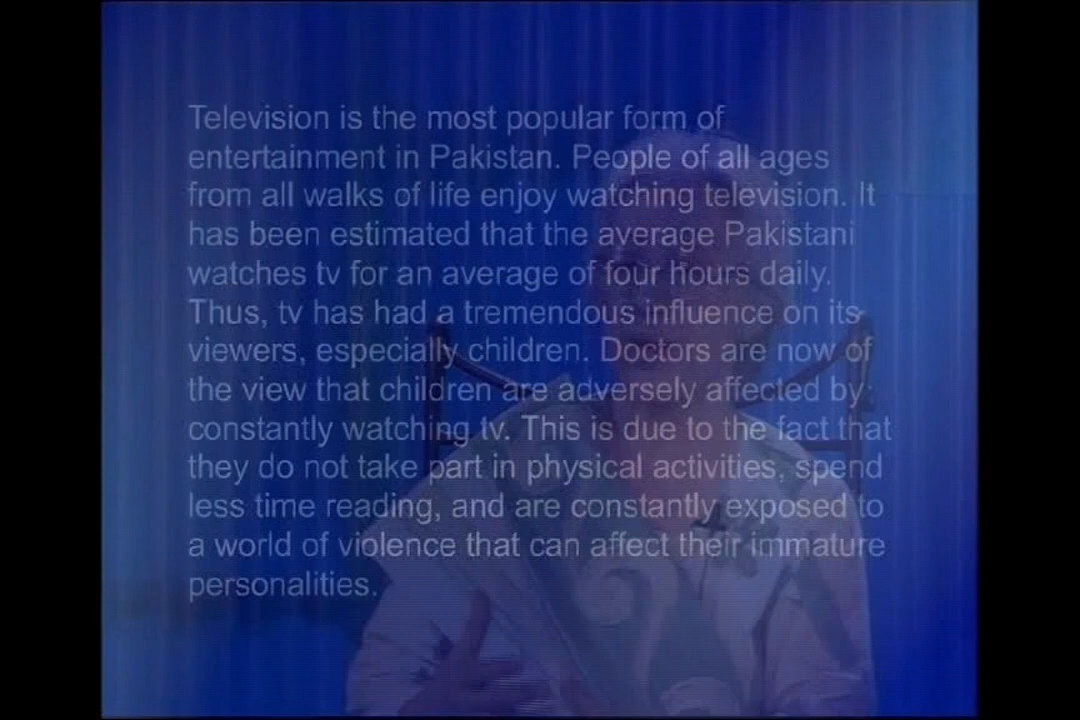 Television is the most popular form of
entertainment in Pakistan. People of all ages
from all walks of life enjoy watching television. It
has been estimated that the average Pakistani
watches tv for an average of four hours daily.
Thus, tv has had a tremendous influence on its
viewers, especially children. Doctors are now of
the view that children are adversely affected by
constantly watching tv. This is due to the fact that
they do not take part in physical activities, spend
less time reading, and are constantly exposed to
a world of violence that can affect their immature
personalities.